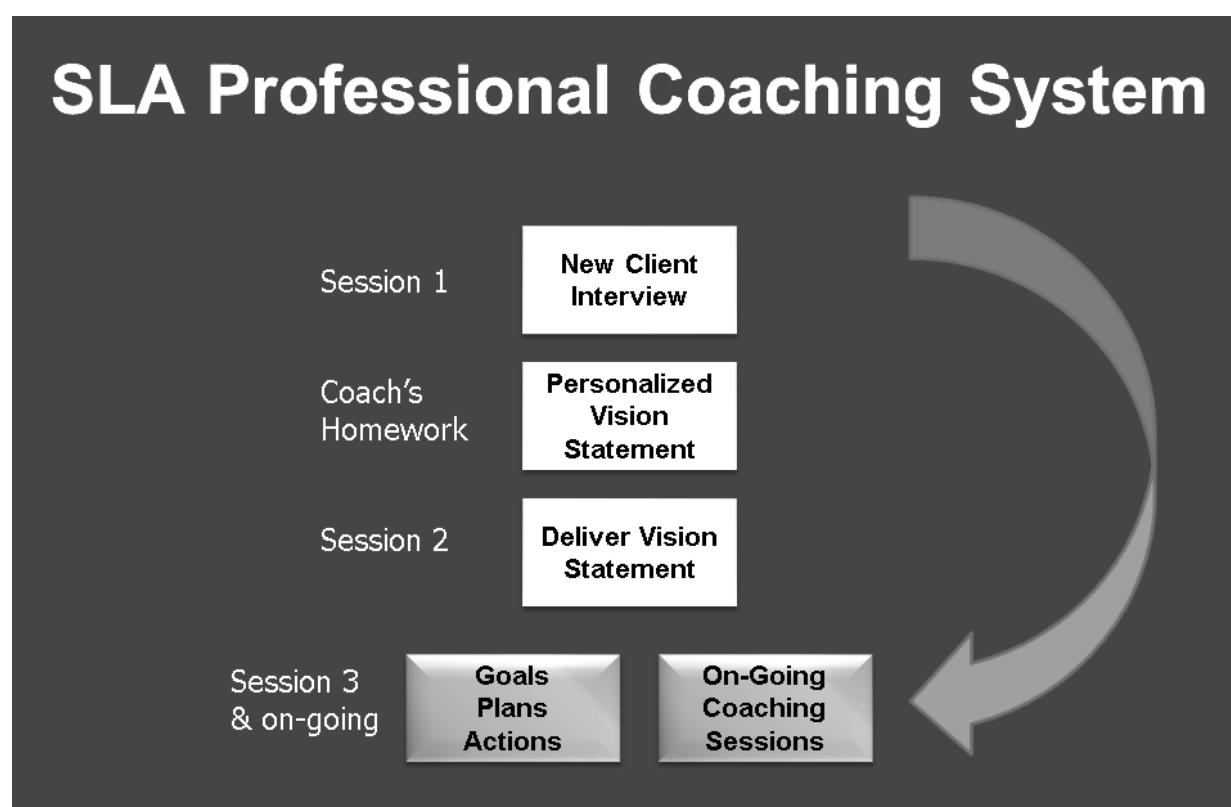 SLA Professional Coaching System
Session 1
New Client
Interview
Coach's
Homework
Personalized
Vision
Statement
Session 2
Deliver Vision
Statement
Session 3
& on-going
Goals
Plans
Actions
On-Going
Coaching
Sessions